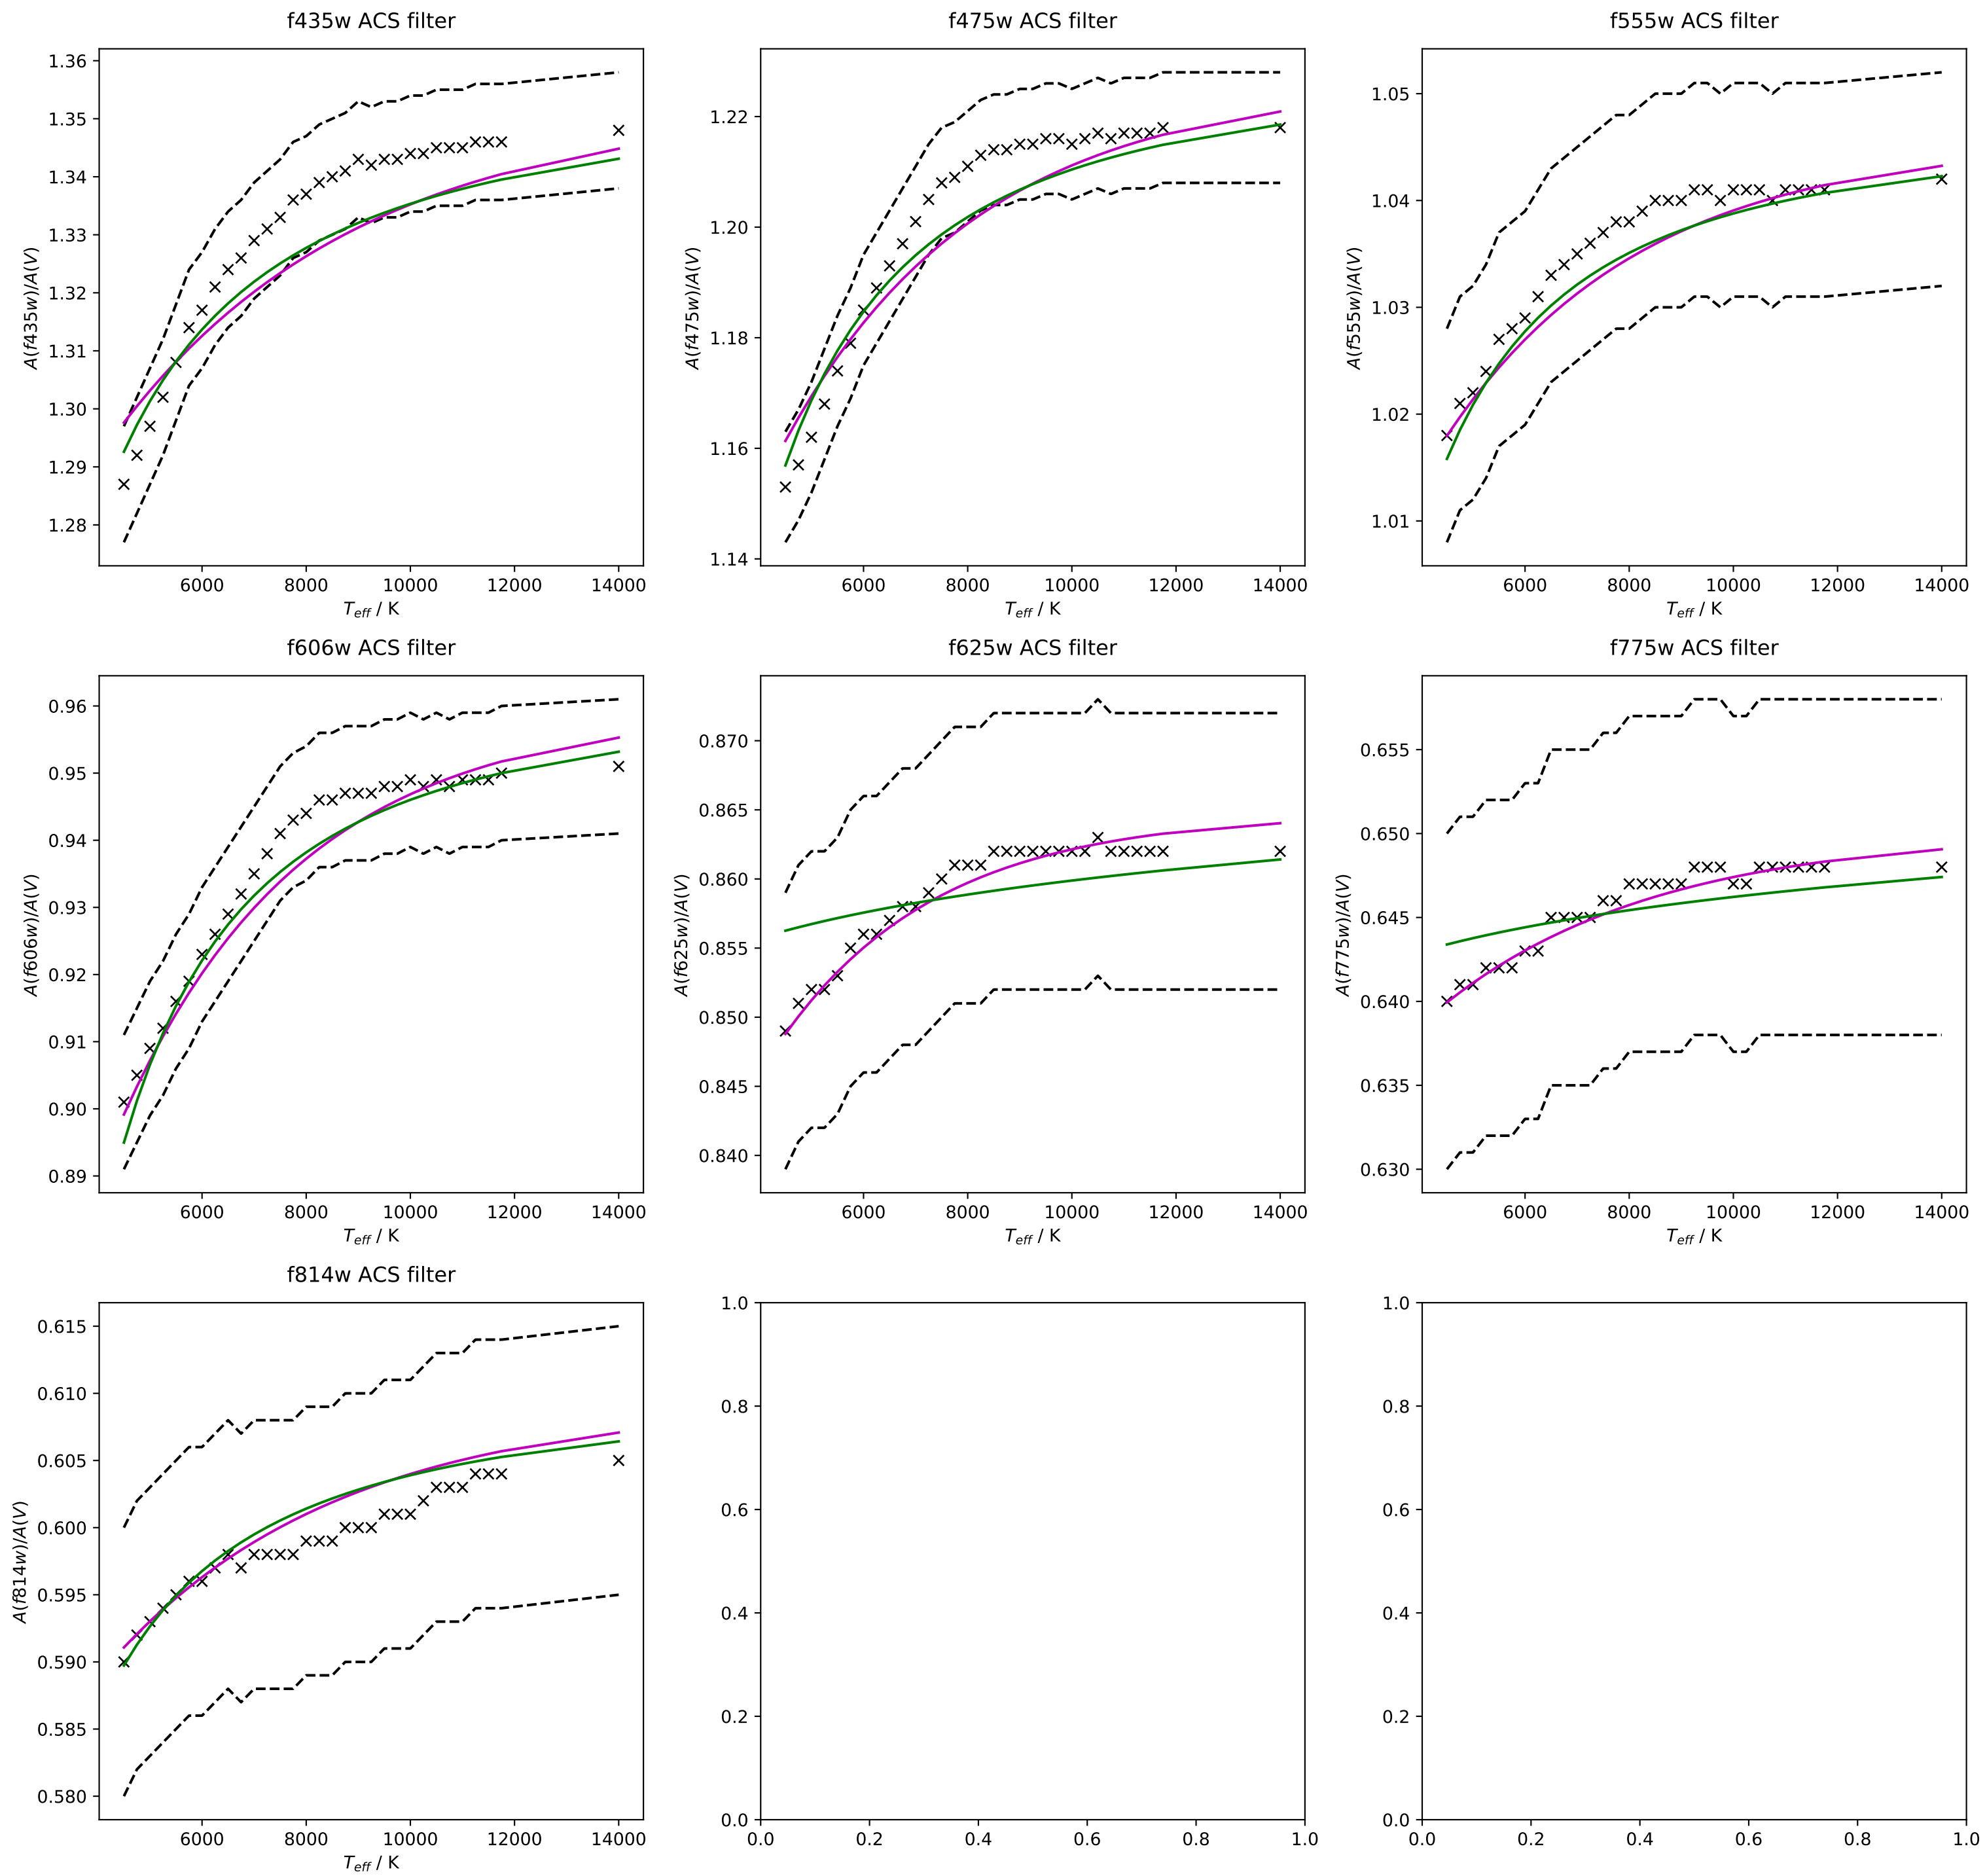 f435w ACS filter
f475w ACS filter
f555w ACS filter
1.36
1.35
1.34
1.33
1.32
1.31
1.30
1.29
1.28
A(f435w)/A(V)
6000 8000 10000 12000 14000
T_eff / K
1.22
1.20
1.18
1.16
1.14
A(f475w)/A(V)
6000 8000 10000 12000 14000
T_eff / K
1.05
1.04
1.03
1.02
1.01
A(f555w)/A(V)
6000 8000 10000 12000 14000
T_eff / K
f606w ACS filter
f625w ACS filter
f775w ACS filter
0.96
0.95
0.94
0.93
0.92
0.91
0.90
0.89
A(f606w)/A(V)
6000 8000 10000 12000 14000
T_eff / K
0.870
0.865
0.860
0.855
0.850
0.845
0.840
A(f625w)/A(V)
6000 8000 10000 12000 14000
T_eff / K
0.655
0.650
0.645
0.640
0.635
0.630
A(f775w)/A(V)
6000 8000 10000 12000 14000
T_eff / K
f814w ACS filter
0.615
0.610
0.605
0.600
0.595
0.590
0.585
0.580
A(f814w)/A(V)
6000 8000 10000 12000 14000
T_eff / K
1.0
0.8
0.6
0.4
0.2
0.0
0.0 0.2 0.4 0.6 0.8 1.0
1.0
0.8
0.6
0.4
0.2
0.0
0.0 0.2 0.4 0.6 0.8 1.0